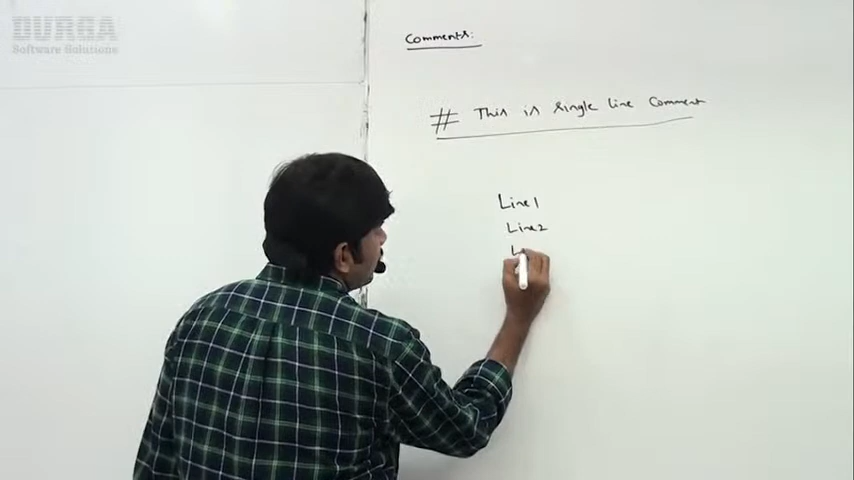 DURGA
Software Solutions
Comments:
# This is single line comment
Line1
Line2
L